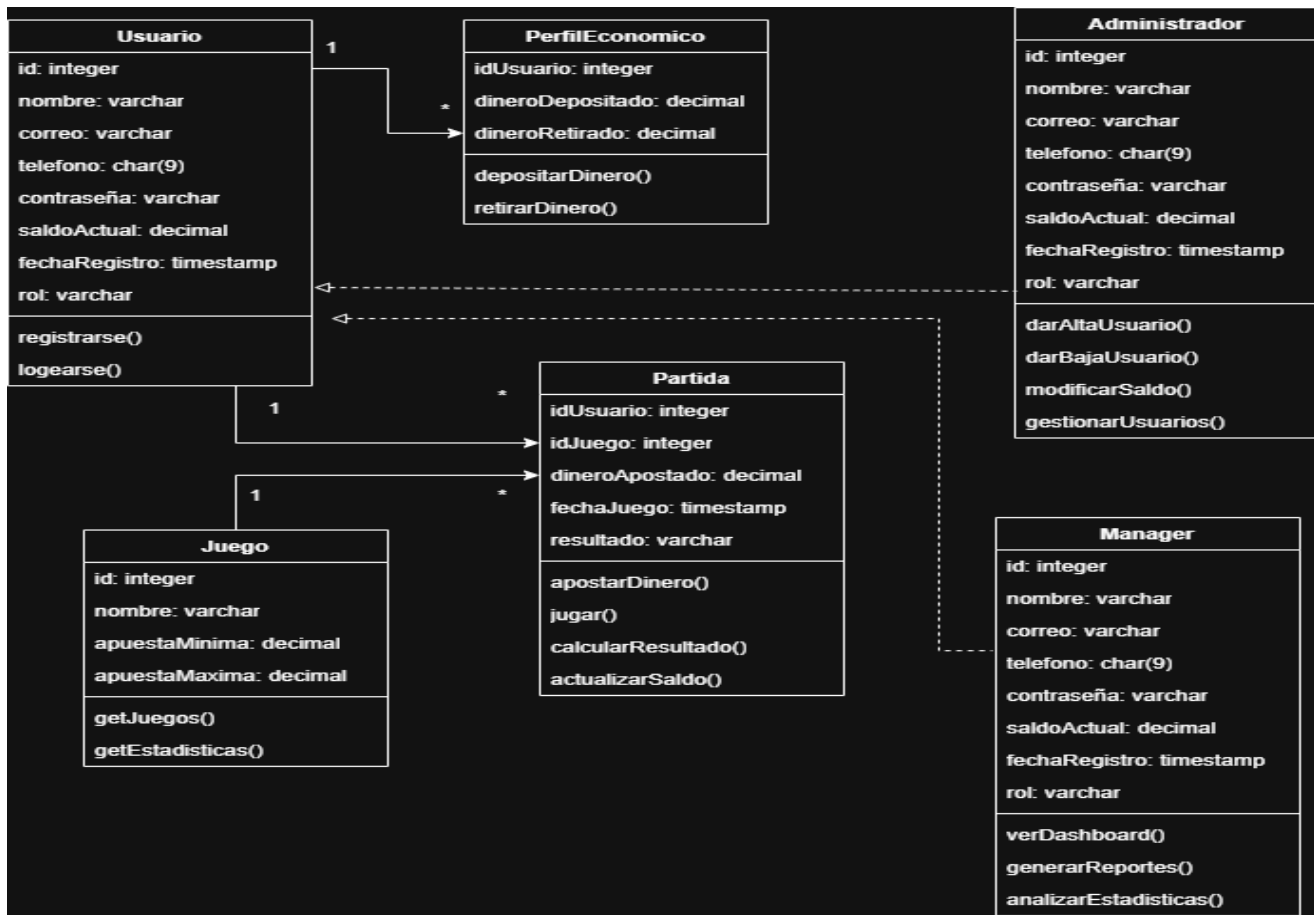 Usuario
id: integer
nombre: varchar
correo: varchar
telefono: char(9)
contraseña: varchar
saldoActual: decimal
fechaRegistro: timestamp
rol: varchar
registrarse()
logearse()
1
*
PerfilEconomico
idUsuario: integer
dineroDepositado: decimal
dineroRetirado: decimal
depositarDinero()
retirarDinero()
Administrador
id: integer
nombre: varchar
correo: varchar
telefono: char(9)
contraseña: varchar
saldoActual: decimal
fechaRegistro: timestamp
rol: varchar
darAltaUsuario()
darBajaUsuario()
modificarSaldo()
gestionarUsuarios()
1
*
Partida
idUsuario: integer
idJuego: integer
dineroApostado: decimal
fechaJuego: timestamp
resultado: varchar
apostarDinero()
jugar()
calcularResultado()
actualizarSaldo()
1
*
Juego
id: integer
nombre: varchar
apuestaMinima: decimal
apuestaMaxima: decimal
getJuegos()
getEstadisticas()
Manager
id: integer
nombre: varchar
correo: varchar
telefono: char(9)
contraseña: varchar
saldoActual: decimal
fechaRegistro: timestamp
rol: varchar
verDashboard()
generarReportes()
analizarEstadisticas()